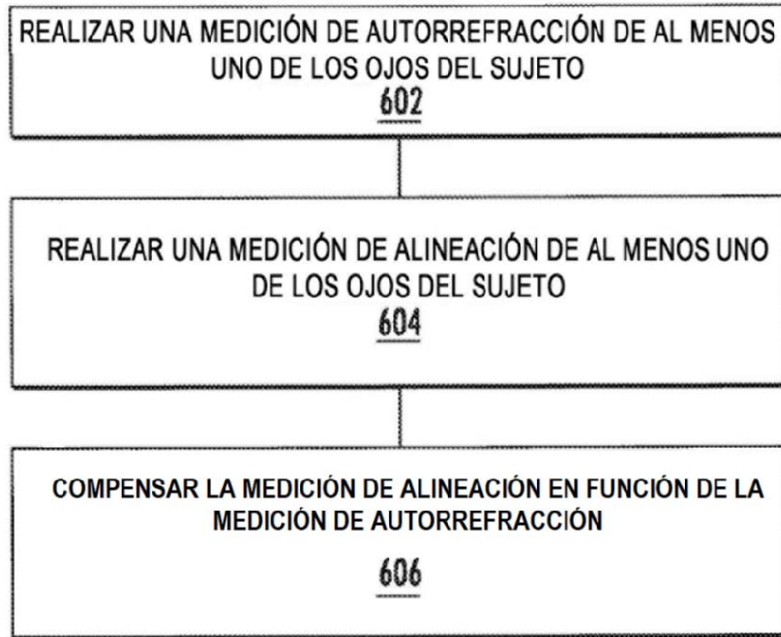 REALIZAR UNA MEDICIÓN DE AUTORREFRACCIÓN DE AL MENOS
UNO DE LOS OJOS DEL SUJETO
602
REALIZAR UNA MEDICIÓN DE ALINEACIÓN DE AL MENOS UNO
DE LOS OJOS DEL SUJETO
604
COMPENSAR LA MEDICIÓN DE ALINEACIÓN EN FUNCIÓN DE LA
MEDICIÓN DE AUTORREFRACCIÓN
606